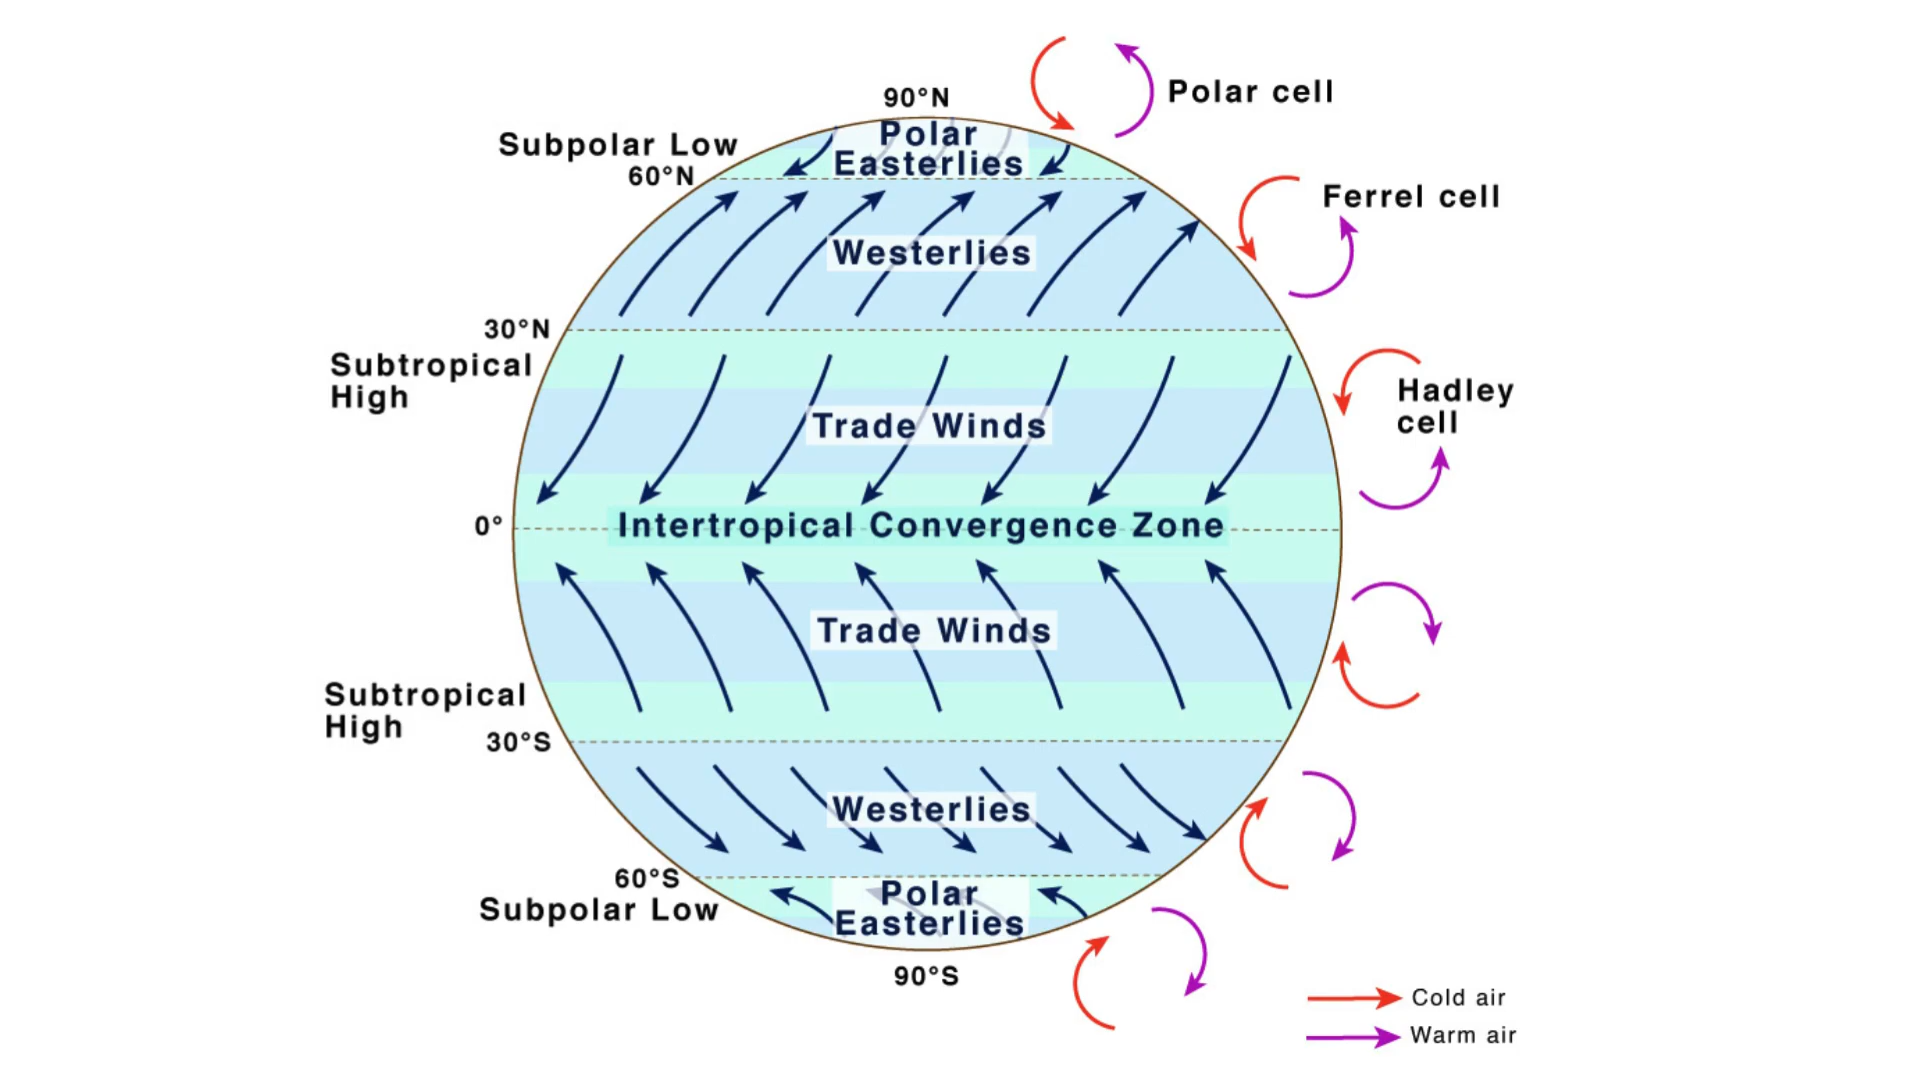 90°N
Polar cell
Subpolar Low
Polar
Easterlies
60°N
Ferrel cell
Westerlies
30°N
Subtropical
High
Hadley
cell
Trade Winds
0°
Intertropical Convergence Zone
Trade Winds
Subtropical
High
30°S
Westerlies
60°S
Subpolar Low
Polar
Easterlies
90°S
Cold air
Warm air